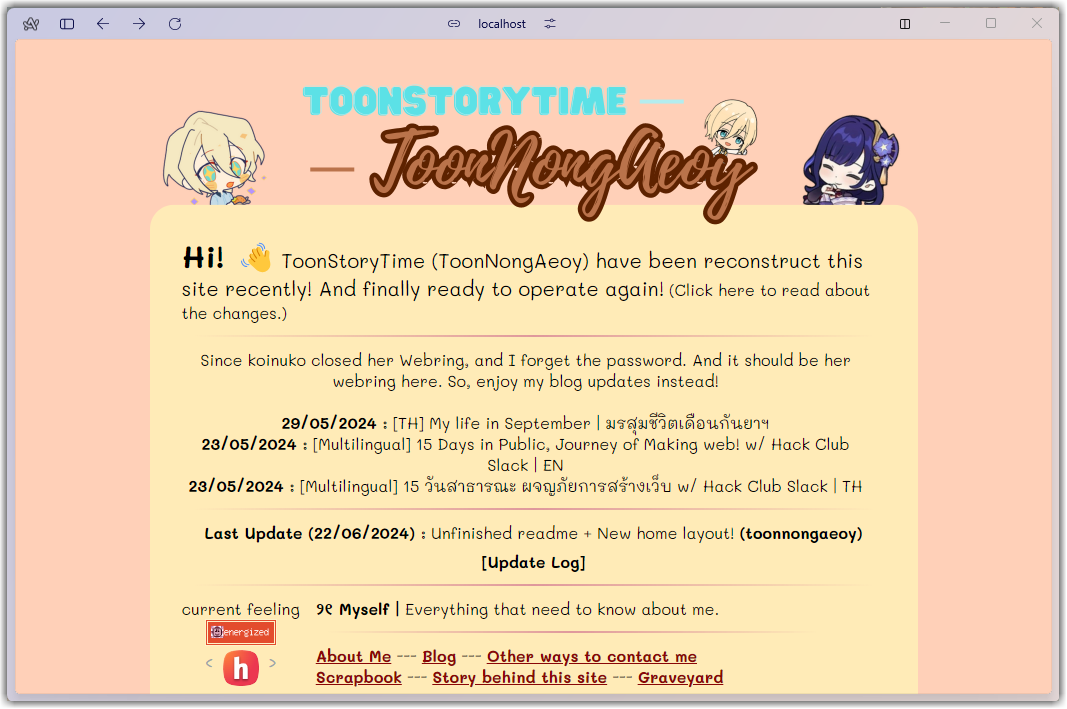 localhost
TOONSTORYTIME
ToonNongAeoy
Hi! 👋 ToonStoryTime (ToonNongAeoy) have been reconstruct this
site recently! And finally ready to operate again! (Click here to read about
the changes.)
Since koinuko closed her Webring, and I forget the password. And it should be her
webring here. So, enjoy my blog updates instead!
29/05/2024 : [TH] My life in September | มรสุมชีวิตเดือนกันยาฯ
23/05/2024 : [Multilingual] 15 Days in Public, Journey of Making web! w/ Hack Club
Slack | EN
23/05/2024 : [Multilingual] 15 วันสาธารณะ ผจญภัยการสร้างเว็บ w/ Hack Club Slack | TH
Last Update (22/06/2024) : Unfinished readme + New home layout! (toonnongaeoy)
[Update Log]
current feeling
energized
< h >
୨୧ Myself | Everything that need to know about me.
About Me --- Blog --- Other ways to contact me
Scrapbook --- Story behind this site --- Graveyard